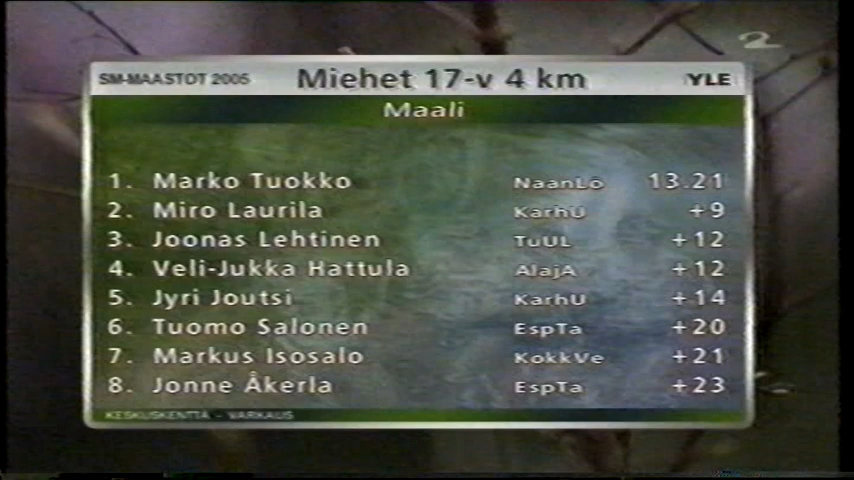 2
SM-MAASTOT 2005 Miehet 17-v 4 km YLE
Maali
1. Marko Tuokko NaanLö 13.21
2. Miro Laurila KarhU +9
3. Joonas Lehtinen TuUL +12
4. Veli-Jukka Hattula AlajA +12
5. Jyri Joutsi KarhU +14
6. Tuomo Salonen EspTa +20
7. Markus Isosalo KokkVe +21
8. Jonne Åkerla EspTa +23
KESKUSKENTTÄ - VARKAUS